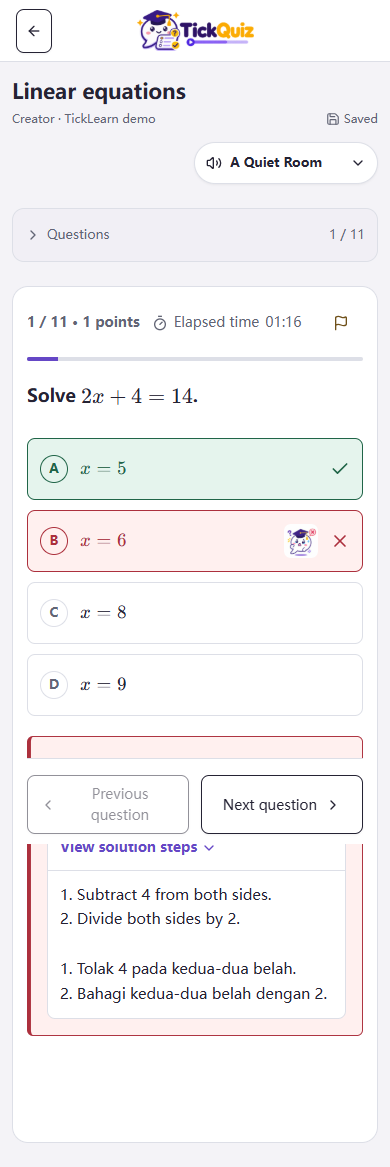 TickQuiz
Linear equations
Creator · TickLearn demo
Saved
A Quiet Room
Questions
1 / 11
1 / 11 • 1 points
Elapsed time 01:16
Solve 2x + 4 = 14.
A x = 5
B x = 6
C x = 8
D x = 9
Previous question
Next question
View solution steps
1. Subtract 4 from both sides.
2. Divide both sides by 2.
1. Tolak 4 pada kedua-dua belah.
2. Bahagi kedua-dua belah dengan 2.